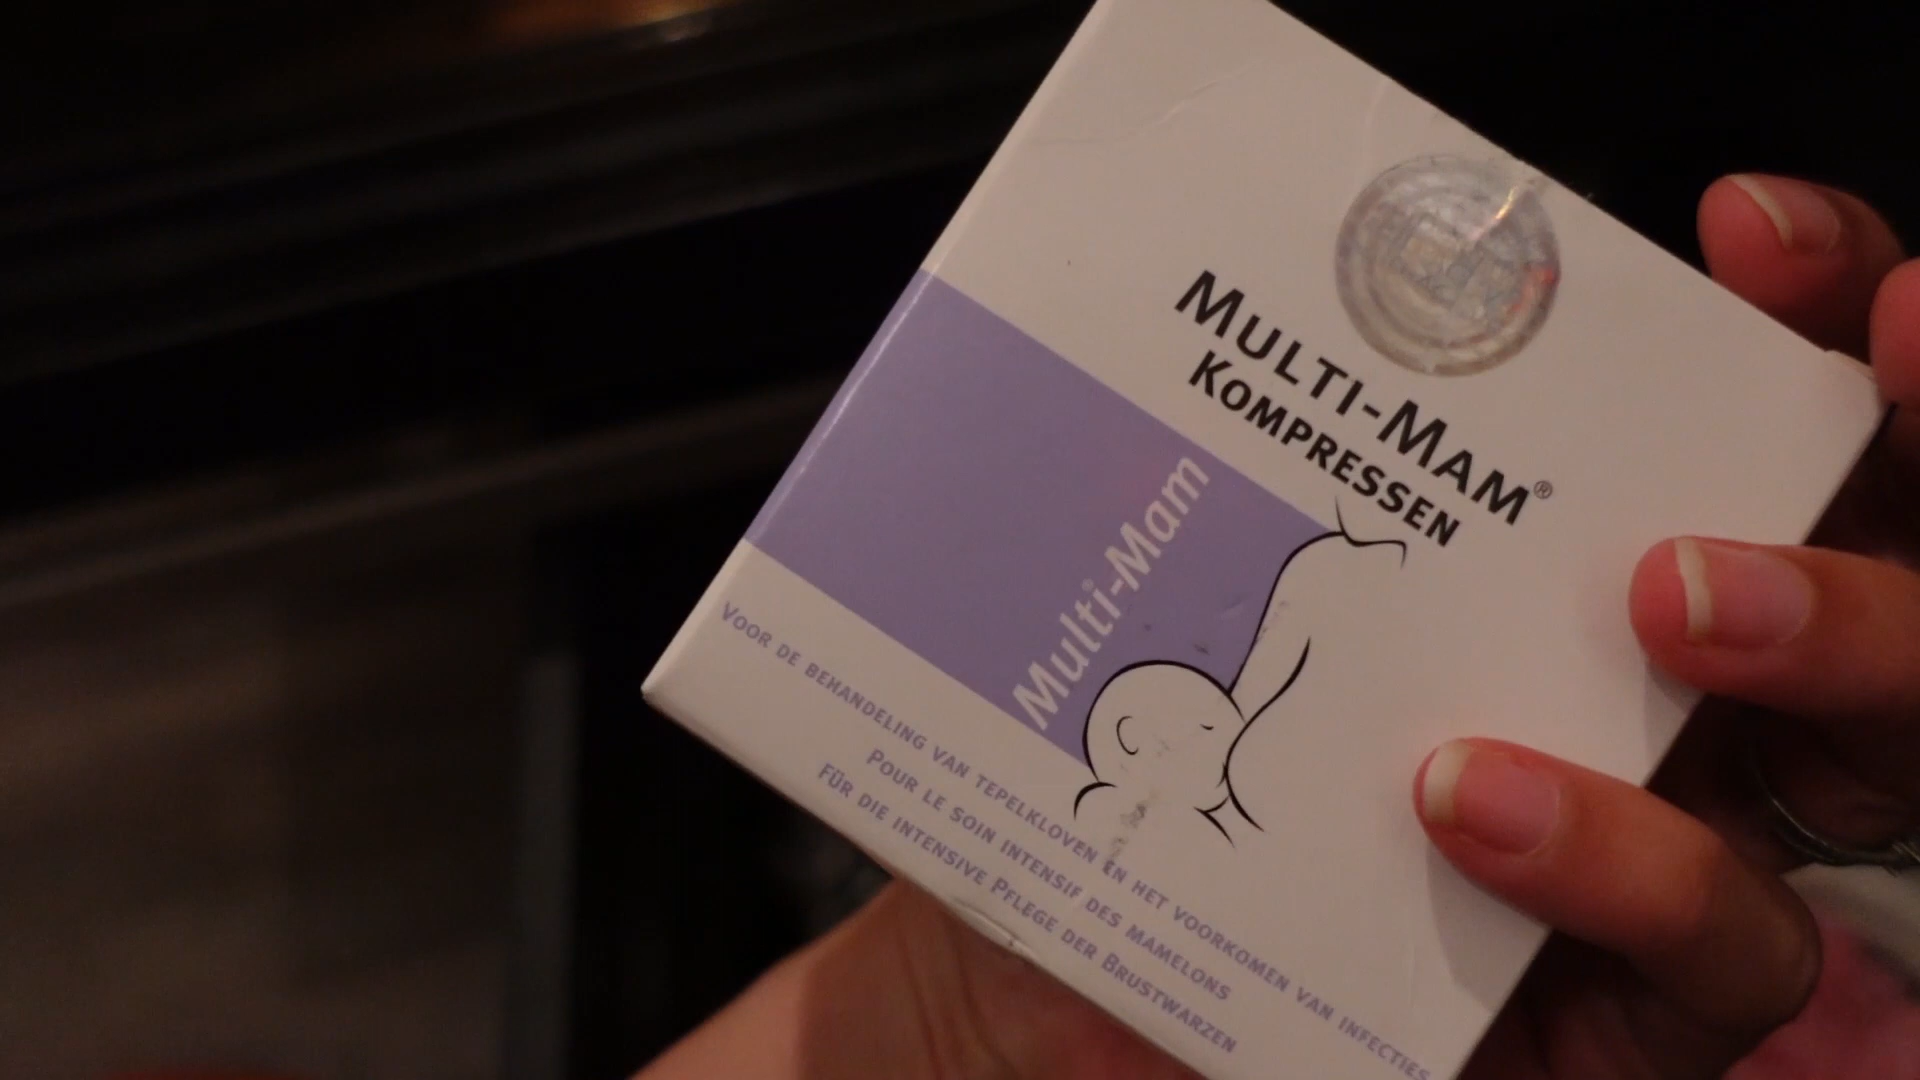 MULTI-MAM®
KOMPRESSEN
Multi-Mam
VOOR DE BEHANDELING VAN TEPELKLOVEN EN HET VOORKOMEN VAN INFECTIES
POUR LE SOIN INTENSIF DES MAMELONS
FÜR DIE INTENSIVE PFLEGE DER BRUSTWARZEN